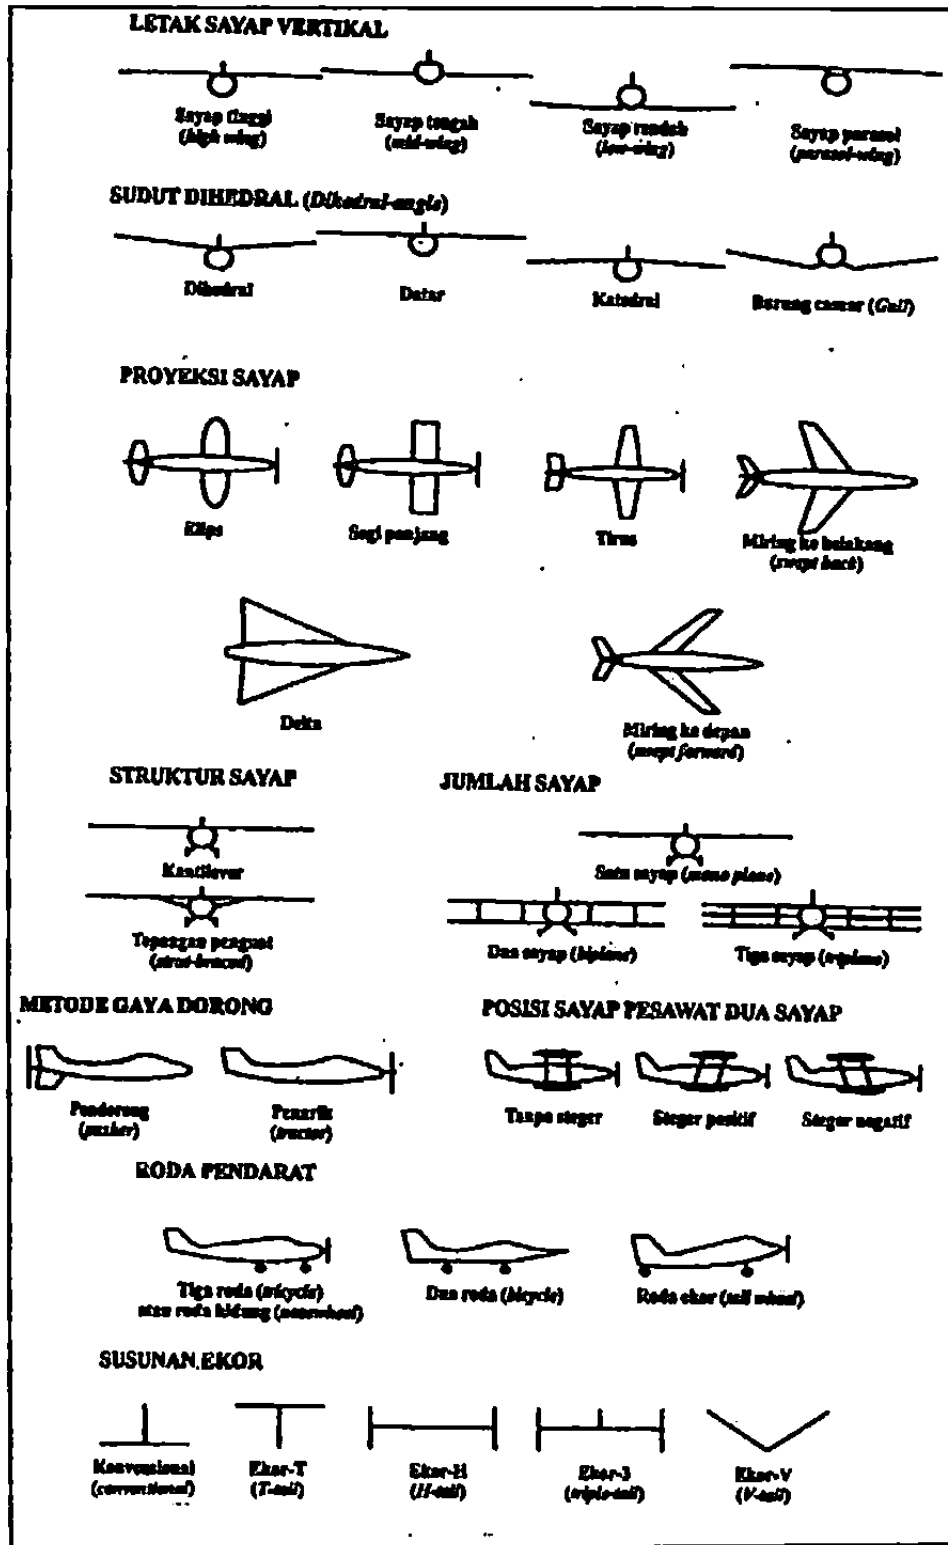 LETAK SAYAP VERTIKAL
Sayap tinggi
(high wing)
Sayap tengah
(mid-wing)
Sayap rendah
(low-wing)
Sayap parasol
(parasol-wing)
SUDUT DIHEDRAL (Dihedral-angle)
Dihedral
Datar
Katedral
Burung camar (Gull)
PROYEKSI SAYAP
Elips
Segi panjang
Tirus
Miring ke belakang
(swept back)
Delta
Miring ke depan
(swept forward)
STRUKTUR SAYAP
JUMLAH SAYAP
Kantilever
Satu sayap (mono plane)
Topangan penguat
(strut-braced)
Dua sayap (biplane)
Tiga sayap (triplane)
METODE GAYA DORONG
POSISI SAYAP PESAWAT DUA SAYAP
Pendorong
(pusher)
Penarik
(tractor)
Tanpa steger
Steger positif
Steger negatif
RODA PENDARAT
Tiga roda (tricycle)
atau roda hidung (nosewheel)
Dua roda (bicycle)
Roda ekor (tail wheel)
SUSUNAN EKOR
Konvensional
(conventional)
Ekor-T
(T-tail)
Ekor-H
(H-tail)
Ekor-3
(triple-tail)
Ekor-V
(V-tail)